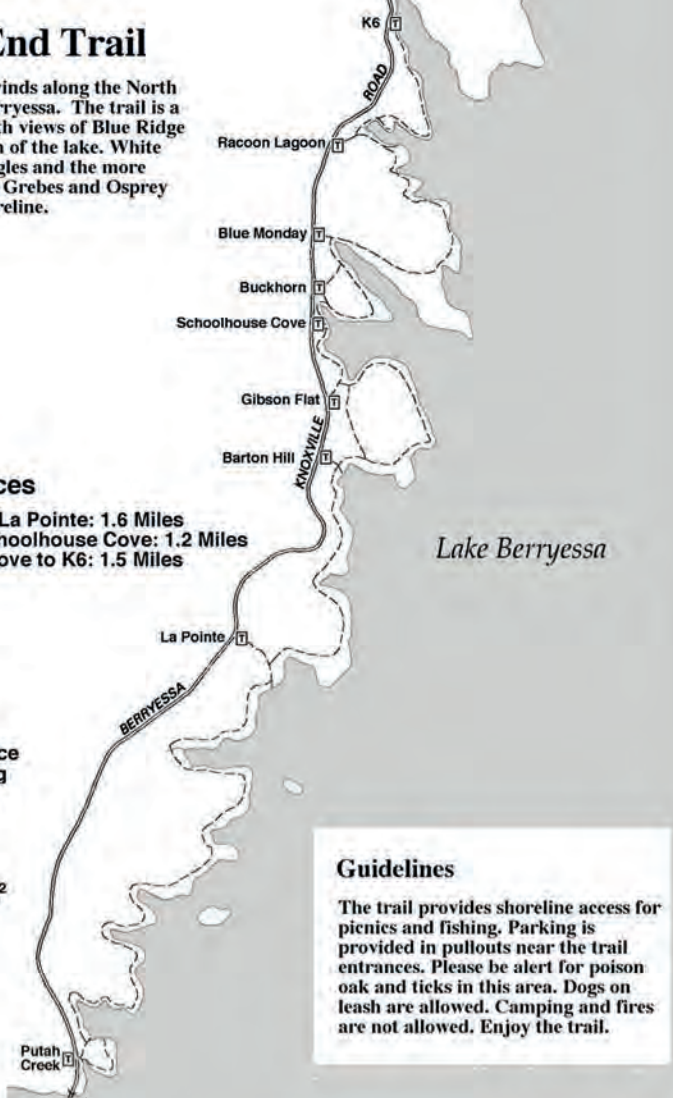 End Trail
winds along the North
rryessa. The trail is a
th views of Blue Ridge
n of the lake. White
gles and the more
Grebes and Osprey
reline.
K6 T
ROAD
Racoon Lagoon T
Blue Monday T
Buckhorn T
Schoolhouse Cove T
Gibson Flat T
KNOXVILLE
Barton Hill T
ces
La Pointe: 1.6 Miles
hoolhouse Cove: 1.2 Miles
ove to K6: 1.5 Miles
Lake Berryessa
La Pointe T
BERRYESSA
ce
g
2
Guidelines
The trail provides shoreline access for
picnics and fishing. Parking is
provided in pullouts near the trail
entrances. Please be alert for poison
oak and ticks in this area. Dogs on
leash are allowed. Camping and fires
are not allowed. Enjoy the trail.
Putah
Creek T